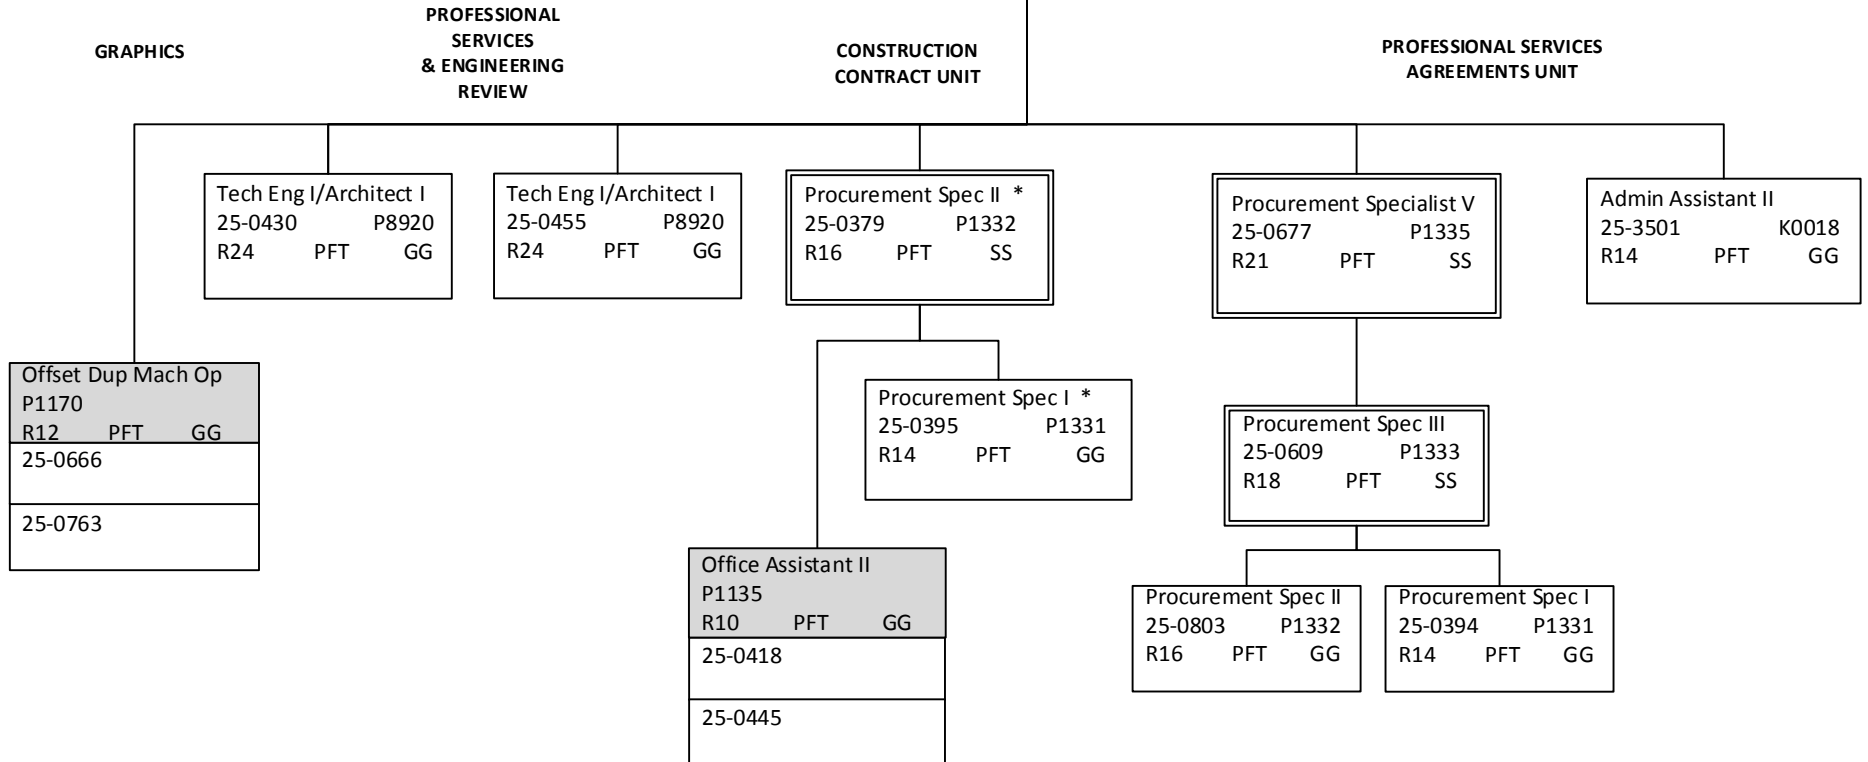 GRAPHICS
PROFESSIONAL
SERVICES
& ENGINEERING
REVIEW
CONSTRUCTION
CONTRACT UNIT
PROFESSIONAL SERVICES
AGREEMENTS UNIT
Tech Eng I/Architect I
25-0430 P8920
R24 PFT GG
Tech Eng I/Architect I
25-0455 P8920
R24 PFT GG
Procurement Spec II *
25-0379 P1332
R16 PFT SS
Procurement Specialist V
25-0677 P1335
R21 PFT SS
Admin Assistant II
25-3501 K0018
R14 PFT GG
Offset Dup Mach Op
P1170
R12 PFT GG
25-0666
25-0763
Procurement Spec I *
25-0395 P1331
R14 PFT GG
Procurement Spec III
25-0609 P1333
R18 PFT SS
Office Assistant II
P1135
R10 PFT GG
25-0418
25-0445
Procurement Spec II
25-0803 P1332
R16 PFT GG
Procurement Spec I
25-0394 P1331
R14 PFT GG